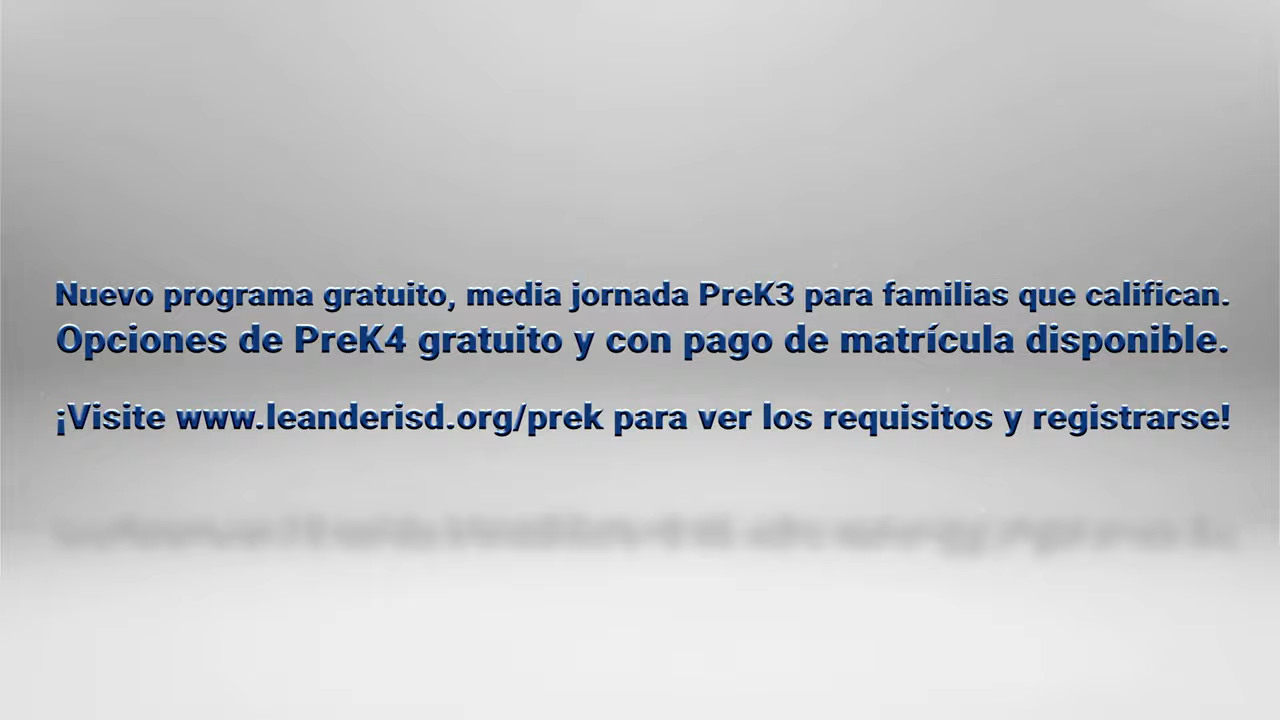 Nuevo programa gratuito, media jornada PreK3 para familias que califican.
Opciones de PreK4 gratuito y con pago de matrícula disponible.
¡Visite www.leanderisd.org/prek para ver los requisitos y registrarse!